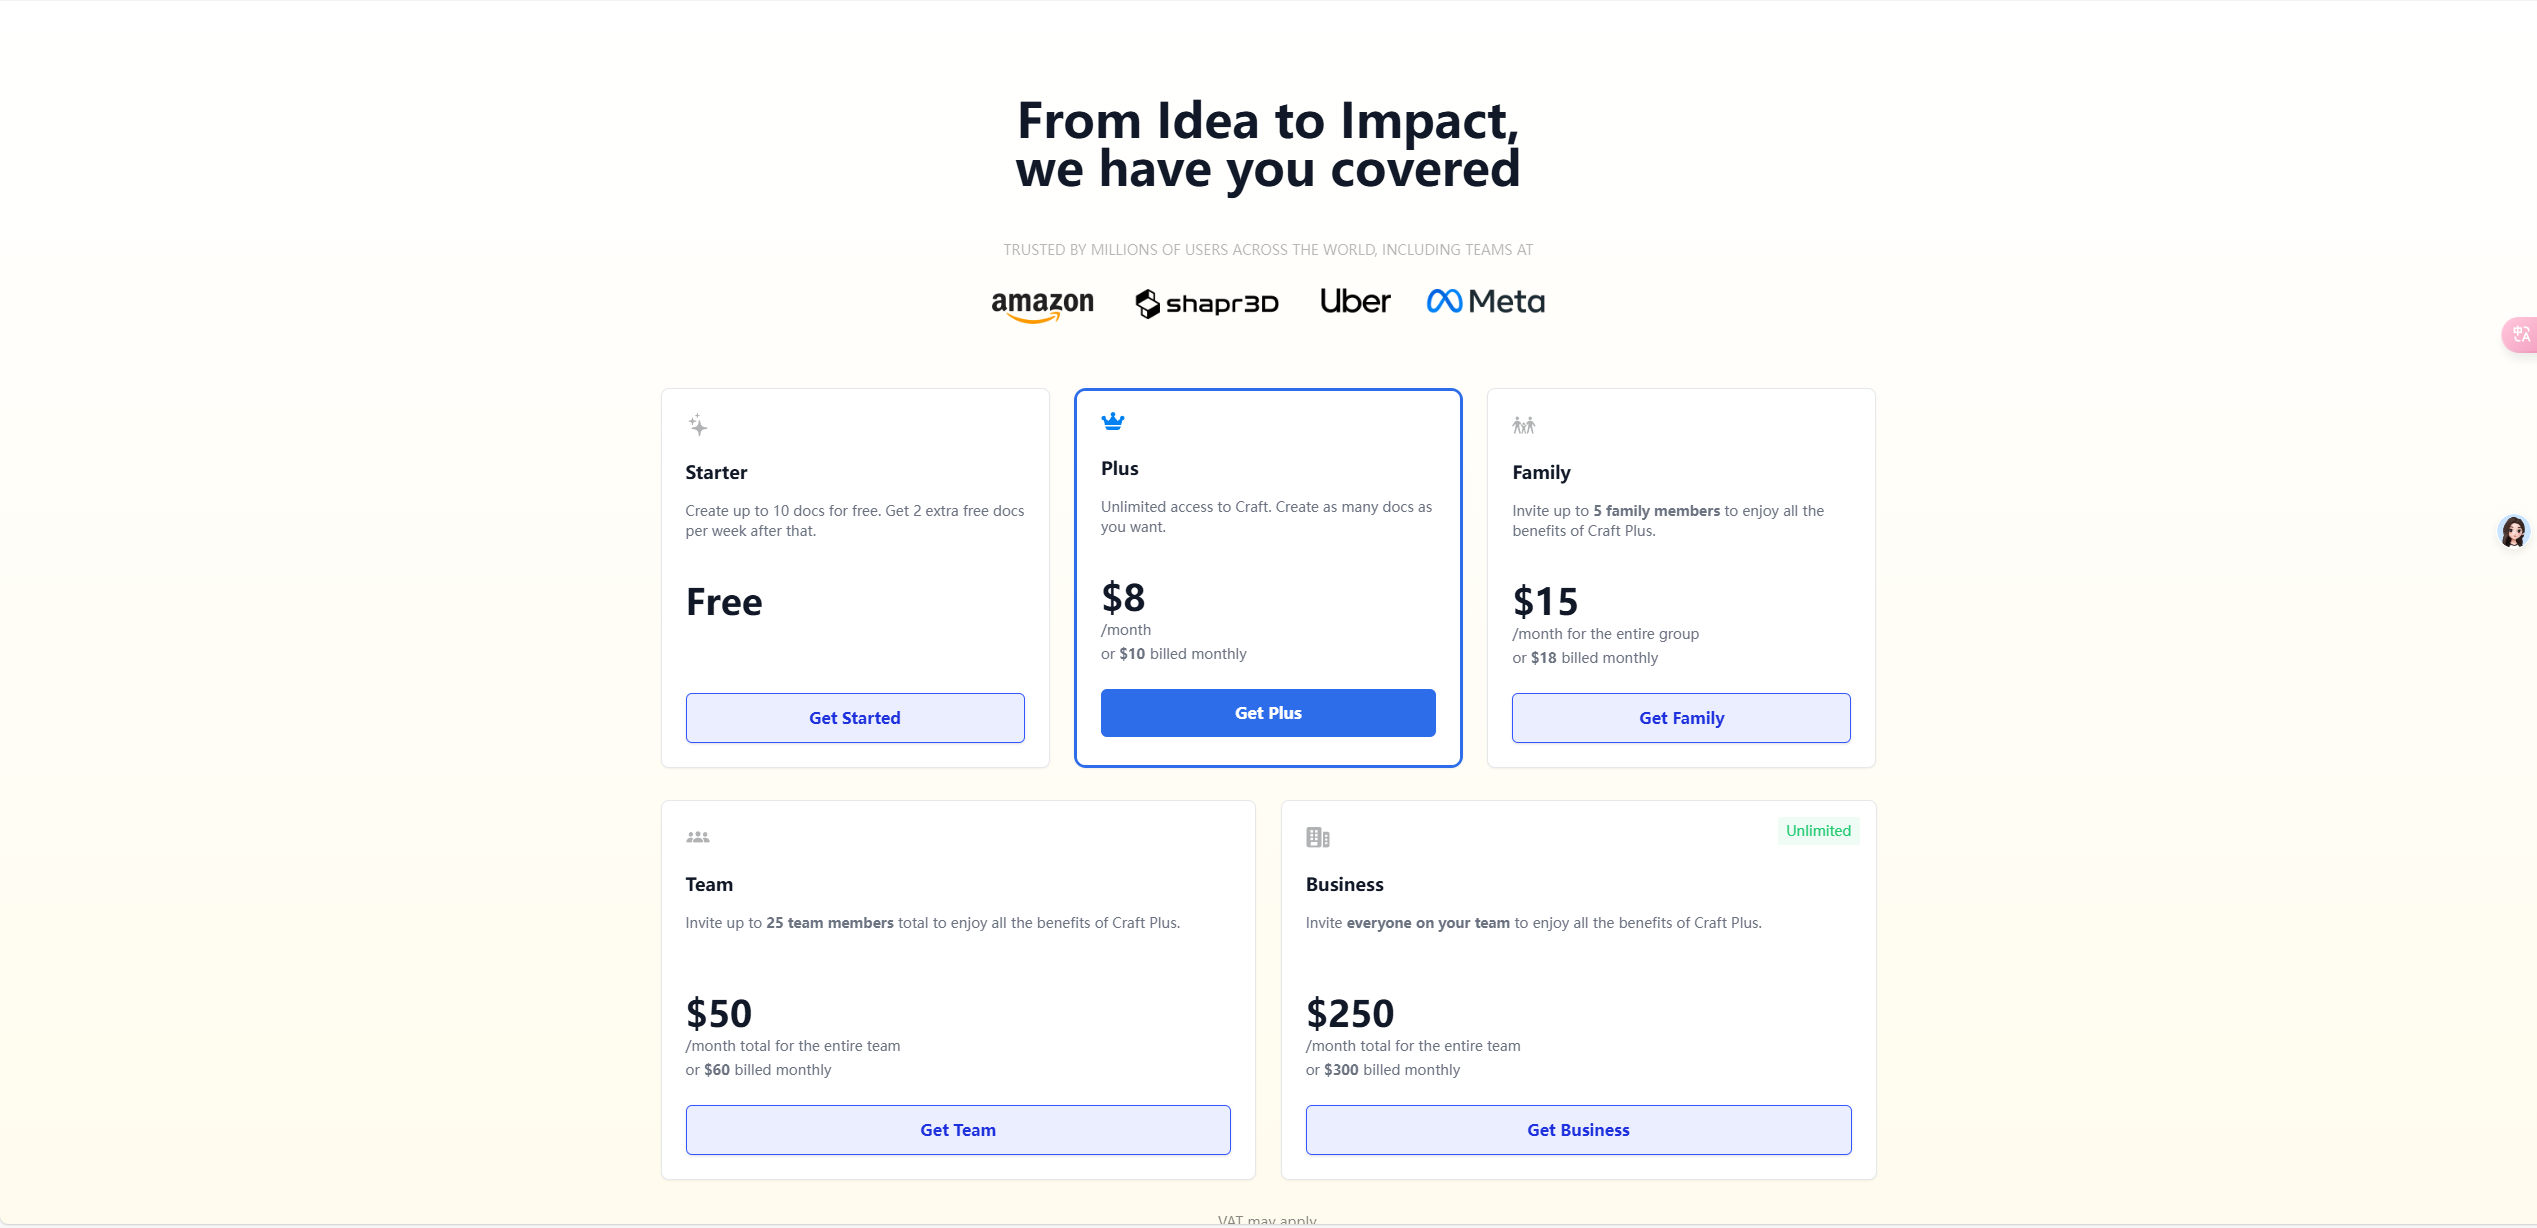 From Idea to Impact,
we have you covered
TRUSTED BY MILLIONS OF USERS ACROSS THE WORLD, INCLUDING TEAMS AT
amazon shapr3D Uber Meta
Starter
Create up to 10 docs for free. Get 2 extra free docs
per week after that.
Free
Get Started
Plus
Unlimited access to Craft. Create as many docs as
you want.
$8
/month
or $10 billed monthly
Get Plus
Family
Invite up to 5 family members to enjoy all the
benefits of Craft Plus.
$15
/month for the entire group
or $18 billed monthly
Get Family
Team
Invite up to 25 team members total to enjoy all the benefits of Craft Plus.
$50
/month total for the entire team
or $60 billed monthly
Get Team
Unlimited
Business
Invite everyone on your team to enjoy all the benefits of Craft Plus.
$250
/month total for the entire team
or $300 billed monthly
Get Business
VAT may apply